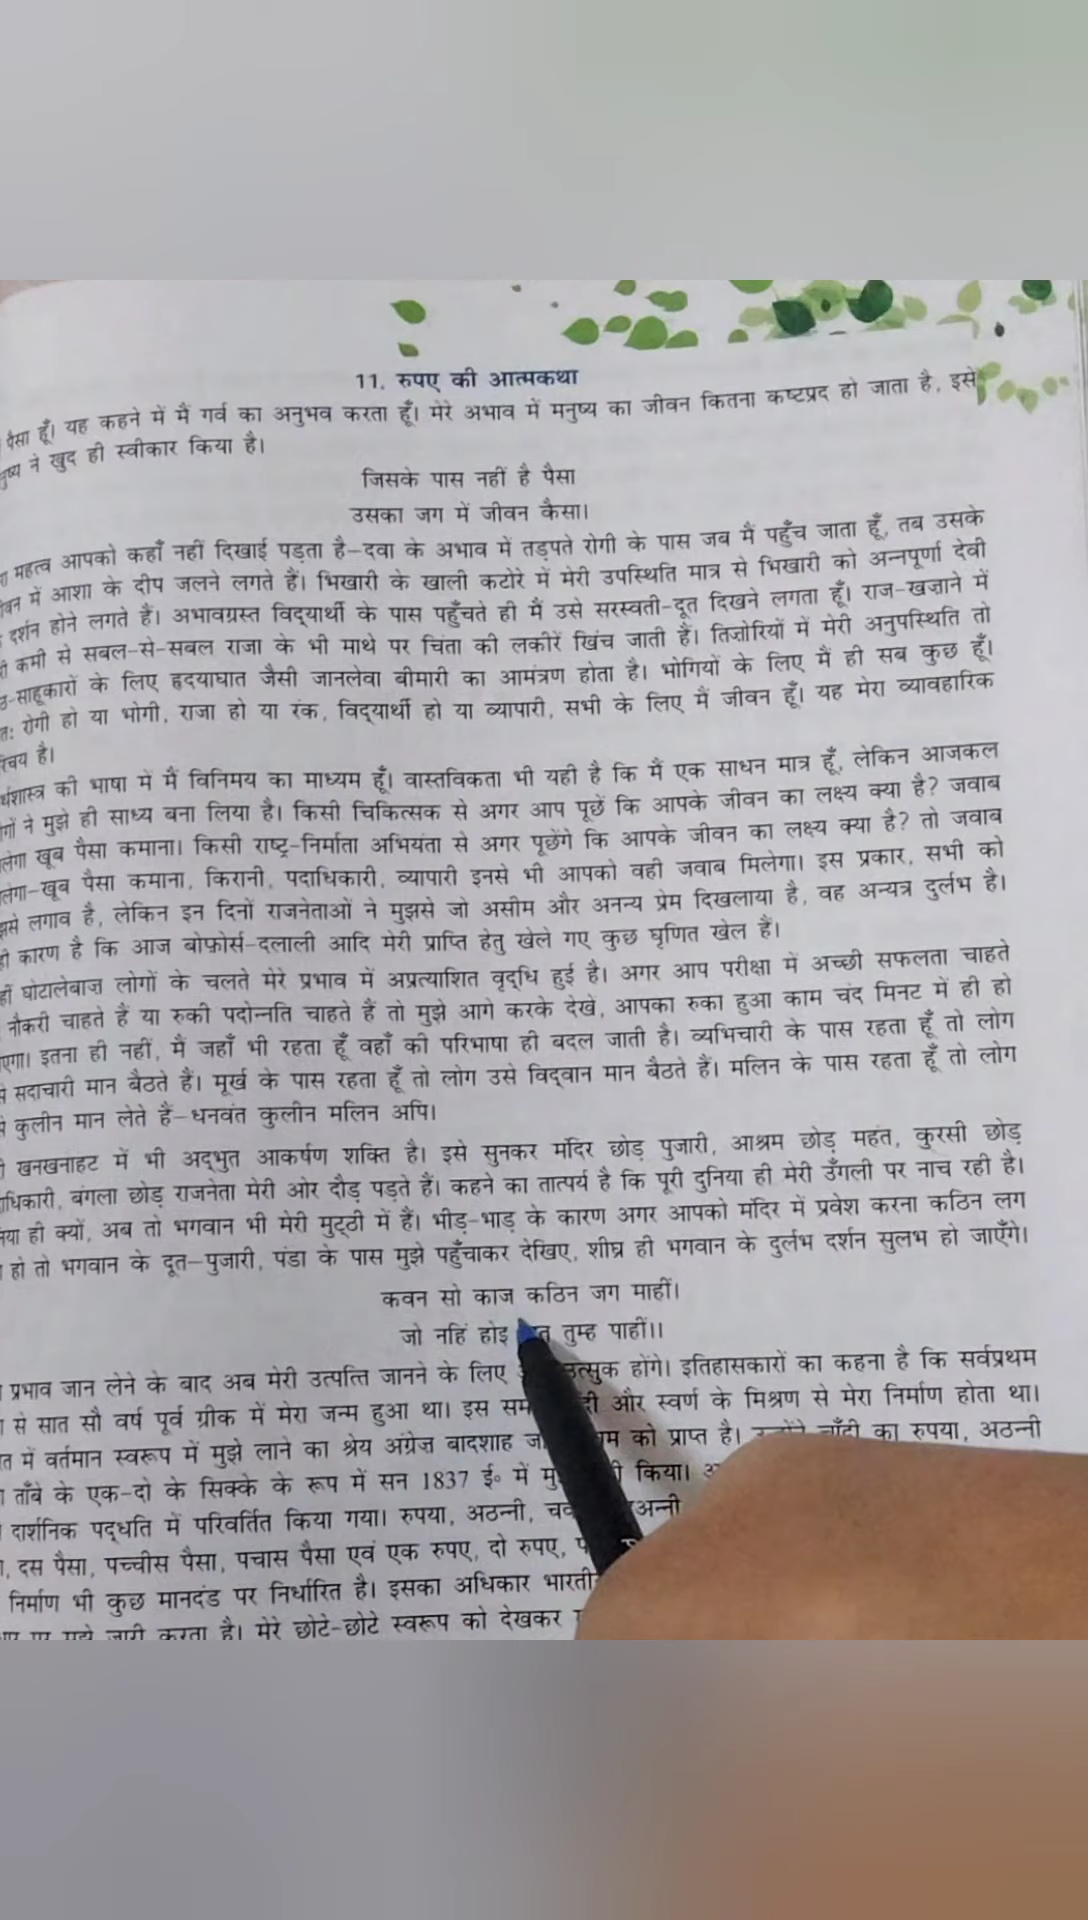 11. रुपए की आत्मकथा
पैसा हूँ। यह कहने में मैं गर्व का अनुभव करता हूँ। मेरे अभाव में मनुष्य का जीवन कितना कष्टप्रद हो जाता है, इसे
ने खुद ही स्वीकार किया है।
जिसके पास नहीं है पैसा
उसका जग में जीवन कैसा।
महत्व आपको कहाँ नहीं दिखाई पड़ता है–दवा के अभाव में तड़पते रोगी के पास जब मैं पहुँच जाता हूँ, तब उसके
में आशा के दीप जलने लगते हैं। भिखारी के खाली कटोरे में मेरी उपस्थिति मात्र से भिखारी को अन्नपूर्णा देवी
दर्शन होने लगते हैं। अभावग्रस्त विद्यार्थी के पास पहुँचते ही मैं उसे सरस्वती-दूत दिखने लगता हूँ। राज-खज़ाने में
कमी से सबल-से-सबल राजा के भी माथे पर चिंता की लकीरें खिंच जाती हैं। तिजोरियों में मेरी अनुपस्थिति तो
साहूकारों के लिए हृदयाघात जैसी जानलेवा बीमारी का आमंत्रण होता है। भोगियों के लिए मैं ही सब कुछ हूँ।
रोगी हो या भोगी, राजा हो या रंक, विद्यार्थी हो या व्यापारी, सभी के लिए मैं जीवन हूँ। यह मेरा व्यावहारिक
है।
की भाषा में मैं विनिमय का माध्यम हूँ। वास्तविकता भी यही है कि मैं एक साधन मात्र हूँ, लेकिन आजकल
ने मुझे ही साध्य बना लिया है। किसी चिकित्सक से अगर आप पूछें कि आपके जीवन का लक्ष्य क्या है? जवाब
खूब पैसा कमाना। किसी राष्ट्र-निर्माता अभियंता से अगर पूछेंगे कि आपके जीवन का लक्ष्य क्या है? तो जवाब
खूब पैसा कमाना, किरानी, पदाधिकारी, व्यापारी इनसे भी आपको वही जवाब मिलेगा। इस प्रकार, सभी को
लगाव है, लेकिन इन दिनों राजनेताओं ने मुझसे जो असीम और अनन्य प्रेम दिखलाया है, वह अन्यत्र दुर्लभ है।
कारण है कि आज बोफ़ोर्स-दलाली आदि मेरी प्राप्ति हेतु खेले गए कुछ घृणित खेल हैं।
घोटालेबाज़ लोगों के चलते मेरे प्रभाव में अप्रत्याशित वृद्धि हुई है। अगर आप परीक्षा में अच्छी सफलता चाहते
नौकरी चाहते हैं या रुकी पदोन्नति चाहते हैं तो मुझे आगे करके देखें, आपका रुका हुआ काम चंद मिनट में ही हो
इतना ही नहीं, मैं जहाँ भी रहता हूँ वहाँ की परिभाषा ही बदल जाती है। व्यभिचारी के पास रहता हूँ तो लोग
सदाचारी मान बैठते हैं। मूर्ख के पास रहता हूँ तो लोग उसे विद्वान मान बैठते हैं। मलिन के पास रहता हूँ तो लोग
कुलीन मान लेते हैं–धनवंत कुलीन मलिन अपि।
खनखनाहट में भी अद्भुत आकर्षण शक्ति है। इसे सुनकर मंदिर छोड़ पुजारी, आश्रम छोड़ महंत, कुरसी छोड़
बंगला छोड़ राजनेता मेरी ओर दौड़ पड़ते हैं। कहने का तात्पर्य है कि पूरी दुनिया ही मेरी उँगली पर नाच रही है।
ही क्यों, अब तो भगवान भी मेरी मुट्ठी में हैं। भीड़-भाड़ के कारण अगर आपको मंदिर में प्रवेश करना कठिन लग
हो तो भगवान के दूत–पुजारी, पंडा के पास मुझे पहुँचाकर देखिए, शीघ्र ही भगवान के दुर्लभ दर्शन सुलभ हो जाएँगे।
कवन सो काज कठिन जग माहीं।
जो नहिं होइ तुम्ह पाहीं।।
प्रभाव जान लेने के बाद अब मेरी उत्पत्ति जानने के लिए उत्सुक होंगे। इतिहासकारों का कहना है कि सर्वप्रथम
से सात सौ वर्ष पूर्व ग्रीक में मेरा जन्म हुआ था। इस और स्वर्ण के मिश्रण से मेरा निर्माण होता था।
में वर्तमान स्वरूप में मुझे लाने का श्रेय अंग्रेज़ बादशाह को प्राप्त है। चाँदी का रुपया, अठन्नी
ताँबे के एक-दो के सिक्के के रूप में सन 1837 ई॰ में किया।
दार्शनिक पद्धति में परिवर्तित किया गया। रुपया, अठन्नी,
दस पैसा, पच्चीस पैसा, पचास पैसा एवं एक रुपए, दो रुपए,
निर्माण भी कुछ मानदंड पर निर्धारित है। इसका अधिकार
पर मुझे जारी करता है। मेरे छोटे-छोटे स्वरूप को देखकर